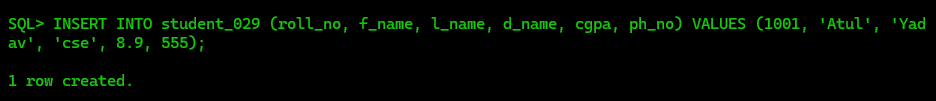 SQL> INSERT INTO student_029 (roll_no, f_name, l_name, d_name, cgpa, ph_no) VALUES (1001, 'Atul', 'Yad
av', 'cse', 8.9, 555);
1 row created.